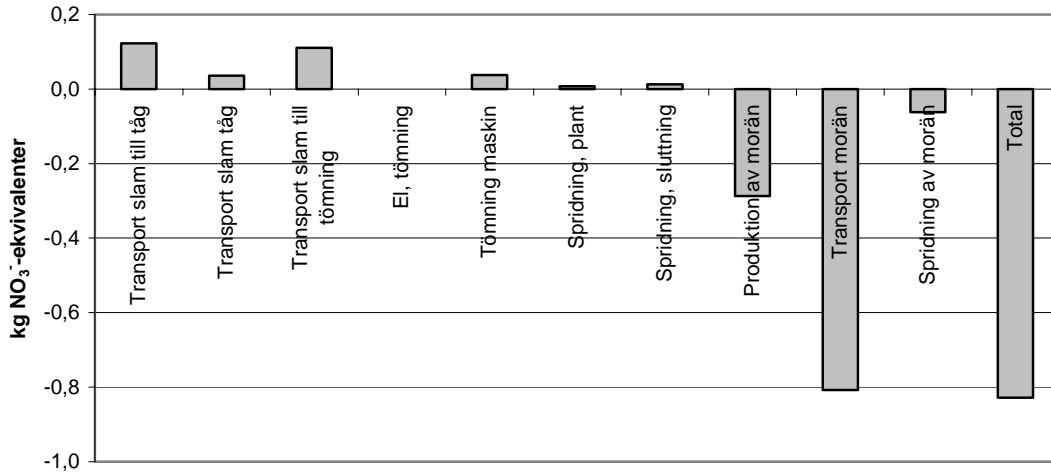 kg NO₃⁻-ekvivalenter
0,2
0,0
-0,2
-0,4
-0,6
-0,8
-1,0
Transport slam till tåg
Transport slam tåg
Transport slam till
tömning
El, tömning
Tömning maskin
Spridning, plant
Spridning, sluttning
Produktion av morän
Transport morän
Spridning av morän
Total